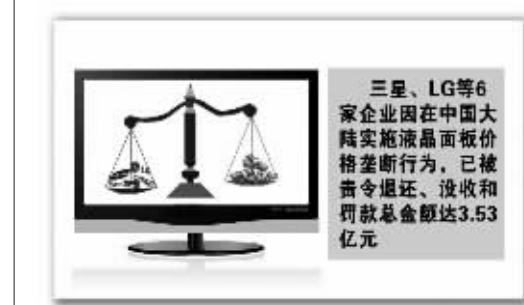 三星、LG等6
家企业因在中国大
陆实施液晶面板价
格垄断行为，已被
责令退还、没收和
罚款总金额达3.53
亿元